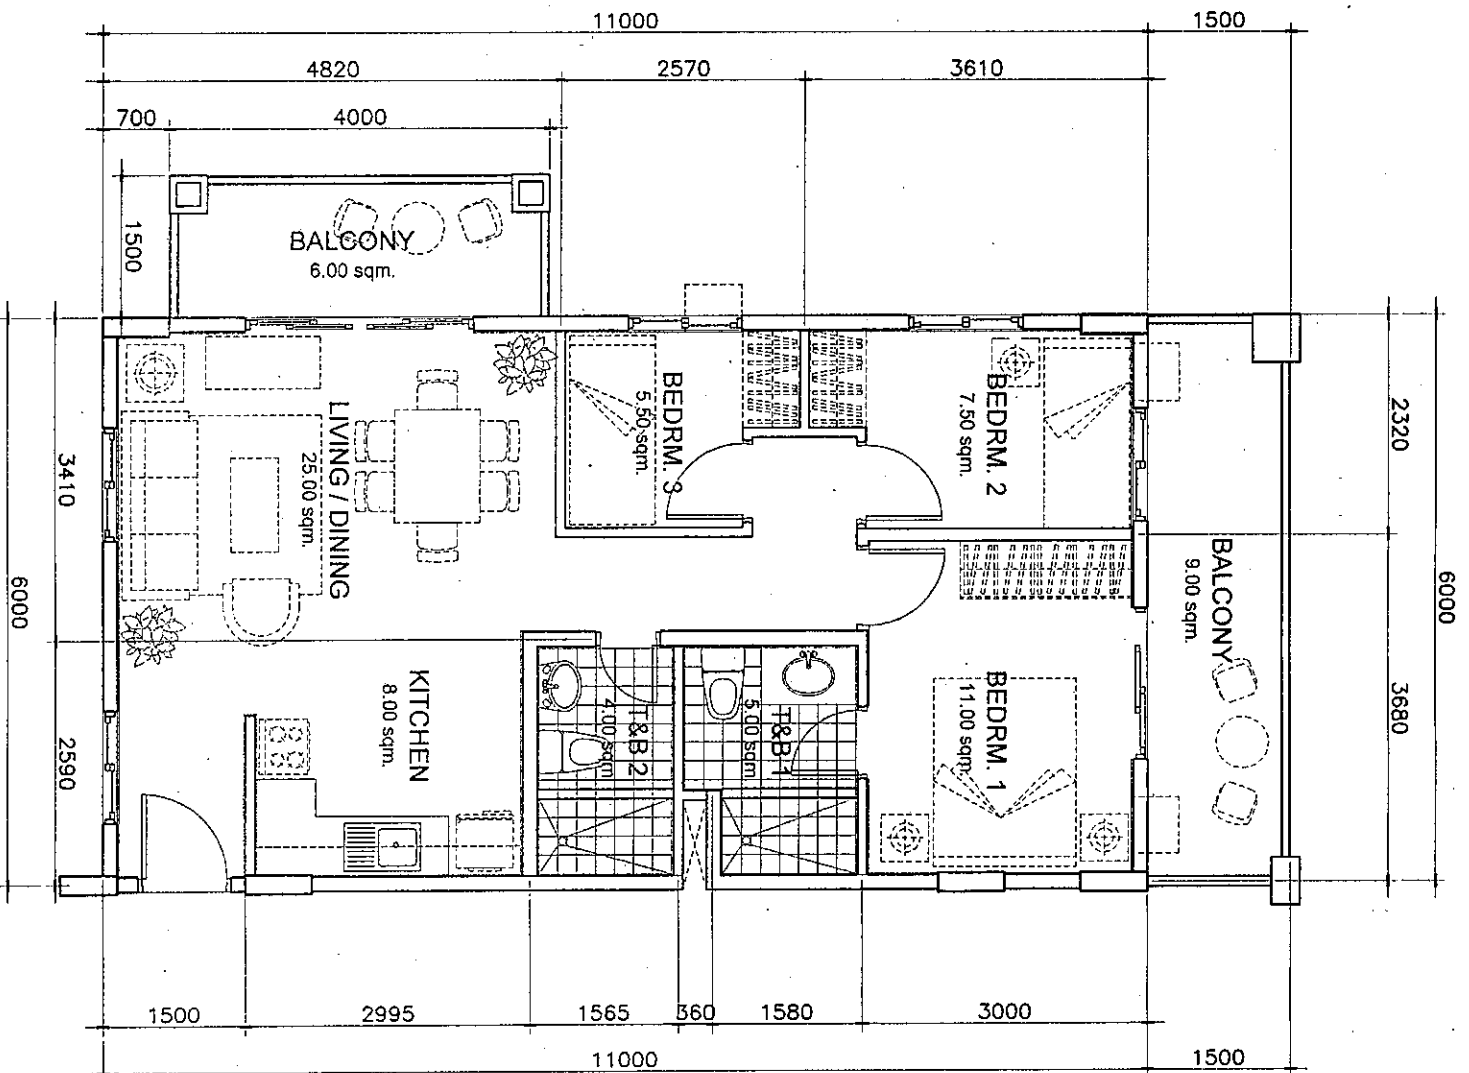 11000
1500
4820
2570
3610
700
4000
1500
BALCONY
6.00 sqm.
BEDRM. 3
5.50 sqm.
BEDRM. 2
7.50 sqm.
2320
LIVING / DINING
25.00 sqm.
3410
6000
BALCONY
9.00 sqm.
6000
KITCHEN
8.00 sqm.
T&B 2
4.00 sqm
T&B 1
5.00 sqm
BEDRM. 1
11.00 sqm.
3680
2590
1500
2995
1565
360
1580
3000
11000
1500